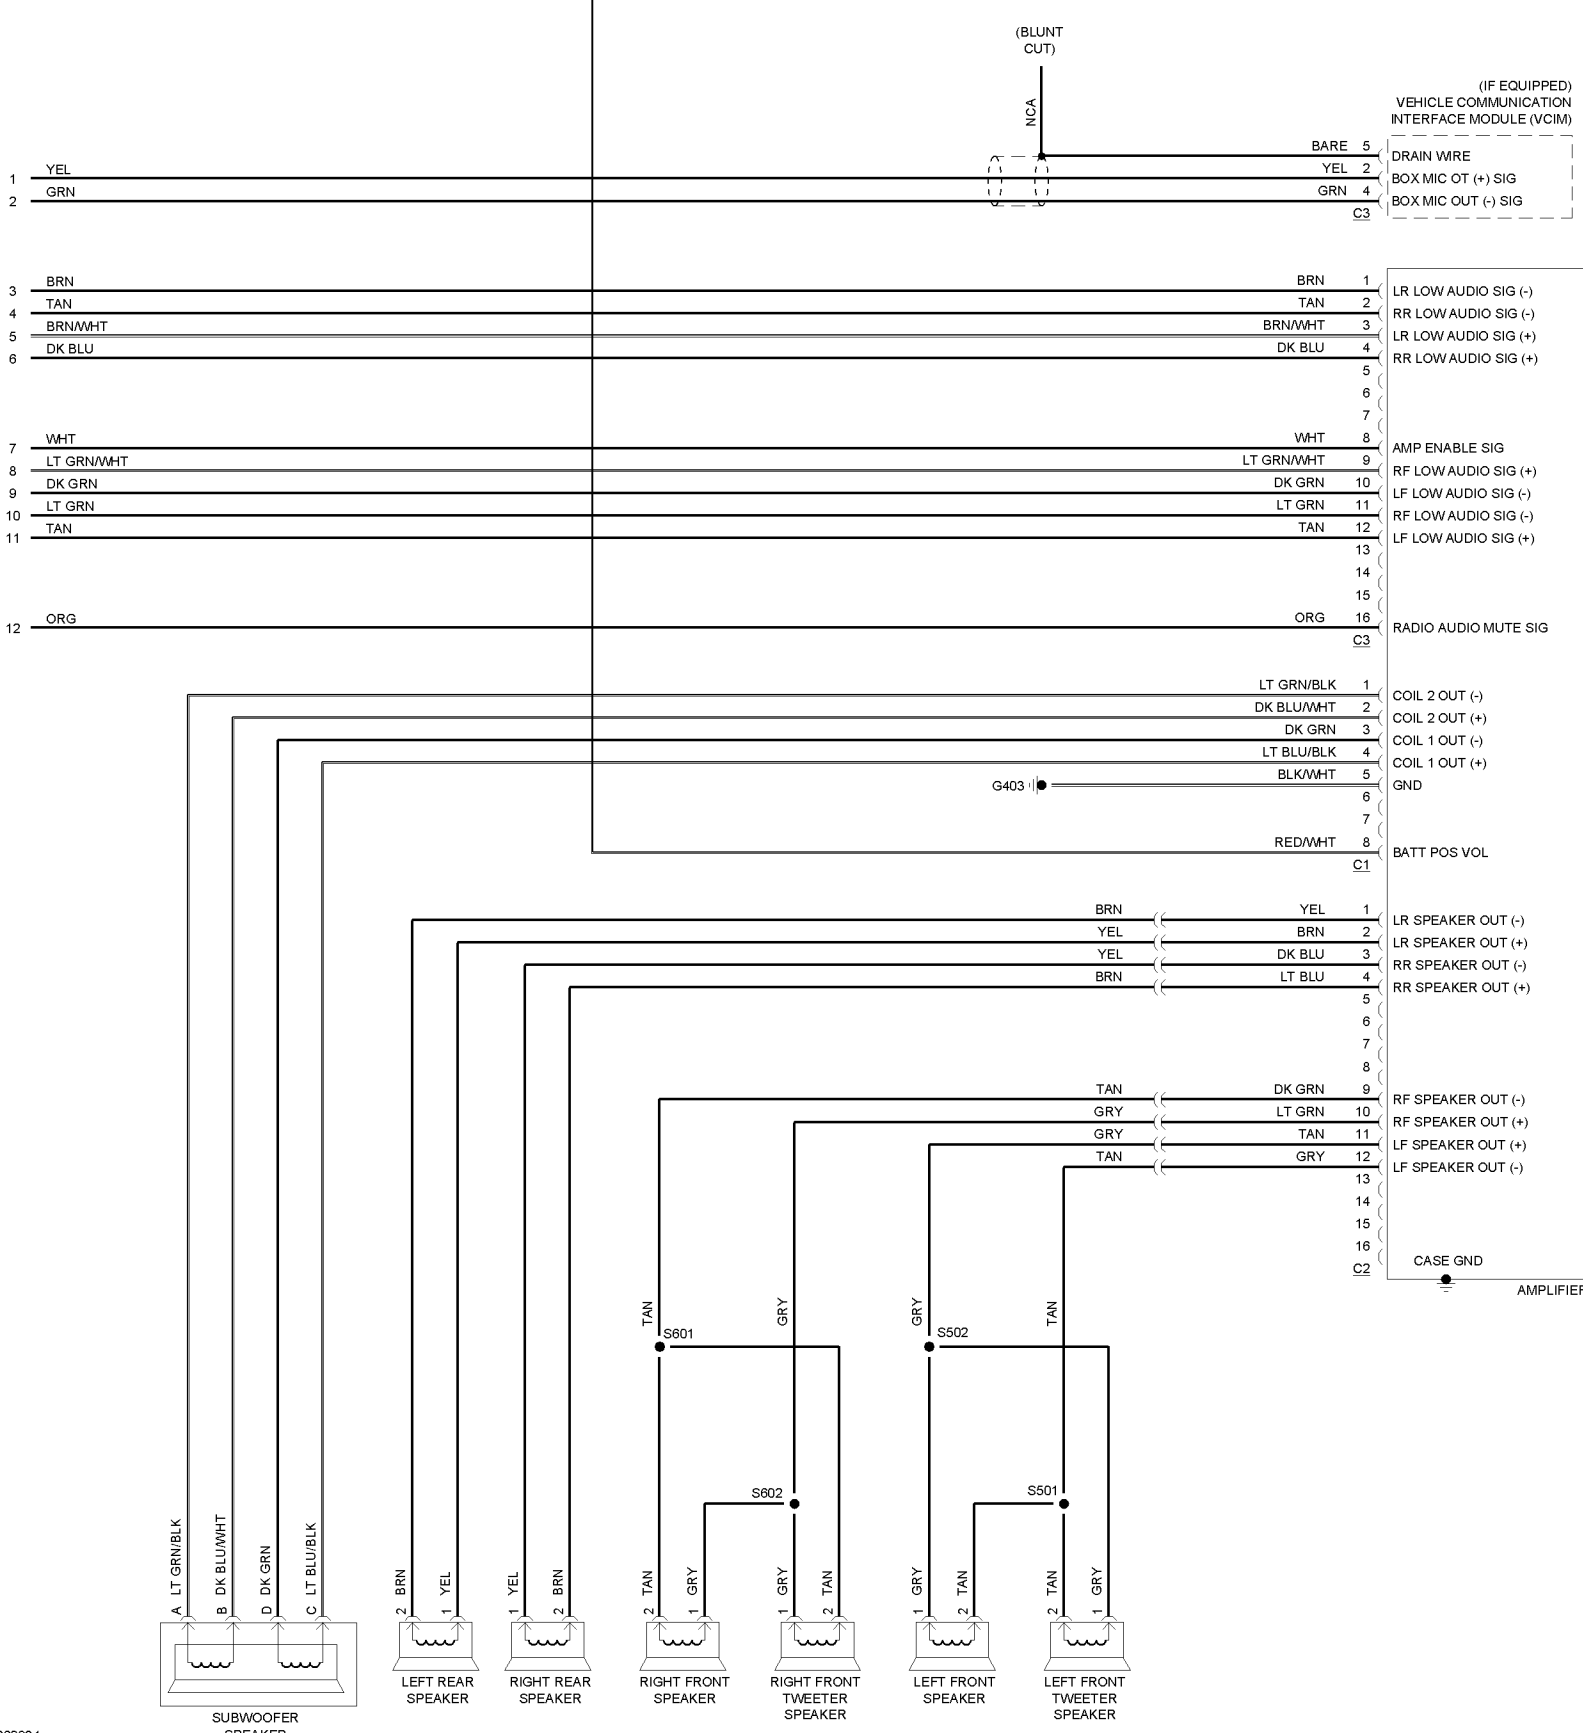 (BLUNT
CUT)
NCA
(IF EQUIPPED)
VEHICLE COMMUNICATION
INTERFACE MODULE (VCIM)
BARE 5 DRAIN WIRE
1 YEL YEL 2 BOX MIC OT (+) SIG
2 GRN GRN 4 BOX MIC OUT (-) SIG
C3
3 BRN BRN 1 LR LOW AUDIO SIG (-)
4 TAN TAN 2 RR LOW AUDIO SIG (-)
5 BRN/WHT BRN/WHT 3 LR LOW AUDIO SIG (+)
6 DK BLU DK BLU 4 RR LOW AUDIO SIG (+)
5
6
7
7 WHT WHT 8 AMP ENABLE SIG
8 LT GRN/WHT LT GRN/WHT 9 RF LOW AUDIO SIG (+)
9 DK GRN DK GRN 10 LF LOW AUDIO SIG (-)
10 LT GRN LT GRN 11 RF LOW AUDIO SIG (-)
11 TAN TAN 12 LF LOW AUDIO SIG (+)
13
14
15
12 ORG ORG 16 RADIO AUDIO MUTE SIG
C3
LT GRN/BLK 1 COIL 2 OUT (-)
DK BLU/WHT 2 COIL 2 OUT (+)
DK GRN 3 COIL 1 OUT (-)
LT BLU/BLK 4 COIL 1 OUT (+)
G403 BLK/WHT 5 GND
6
7
RED/WHT 8 BATT POS VOL
C1
BRN YEL 1 LR SPEAKER OUT (-)
YEL BRN 2 LR SPEAKER OUT (+)
YEL DK BLU 3 RR SPEAKER OUT (-)
BRN LT BLU 4 RR SPEAKER OUT (+)
5
6
7
8
TAN DK GRN 9 RF SPEAKER OUT (-)
GRY LT GRN 10 RF SPEAKER OUT (+)
GRY TAN 11 LF SPEAKER OUT (+)
TAN GRY 12 LF SPEAKER OUT (-)
13
14
15
16
C2
CASE GND
AMPLIFIER
TAN GRY GRY TAN
S601 S502
S602 S501
A LT GRN/BLK
B DK BLU/WHT
D DK GRN
C LT BLU/BLK
2 BRN
1 YEL
1 YEL
2 BRN
2 TAN
1 GRY
1 GRY
2 TAN
1 GRY
2 TAN
2 TAN
1 GRY
SUBWOOFER
SPEAKER
LEFT REAR
SPEAKER
RIGHT REAR
SPEAKER
RIGHT FRONT
SPEAKER
RIGHT FRONT
TWEETER
SPEAKER
LEFT FRONT
SPEAKER
LEFT FRONT
TWEETER
SPEAKER